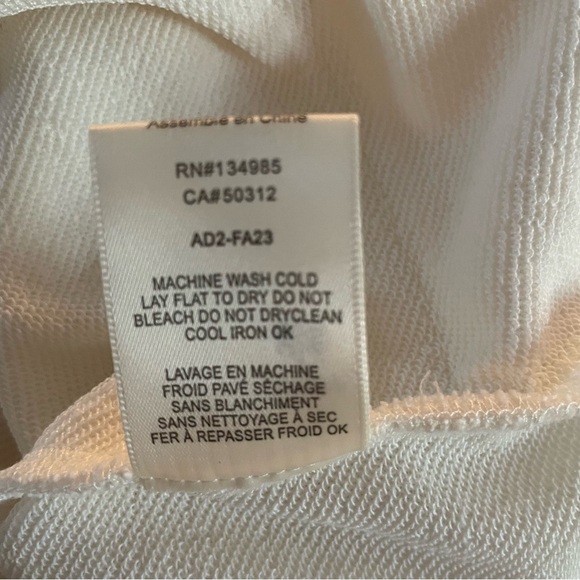 Assemblé en Chine
RN#134985
CA#50312
AD2-FA23
MACHINE WASH COLD
LAY FLAT TO DRY DO NOT
BLEACH DO NOT DRYCLEAN
COOL IRON OK
LAVAGE EN MACHINE
FROID PAVÉ SÉCHAGE
SANS BLANCHIMENT
SANS NETTOYAGE À SEC
FER À REPASSER FROID OK